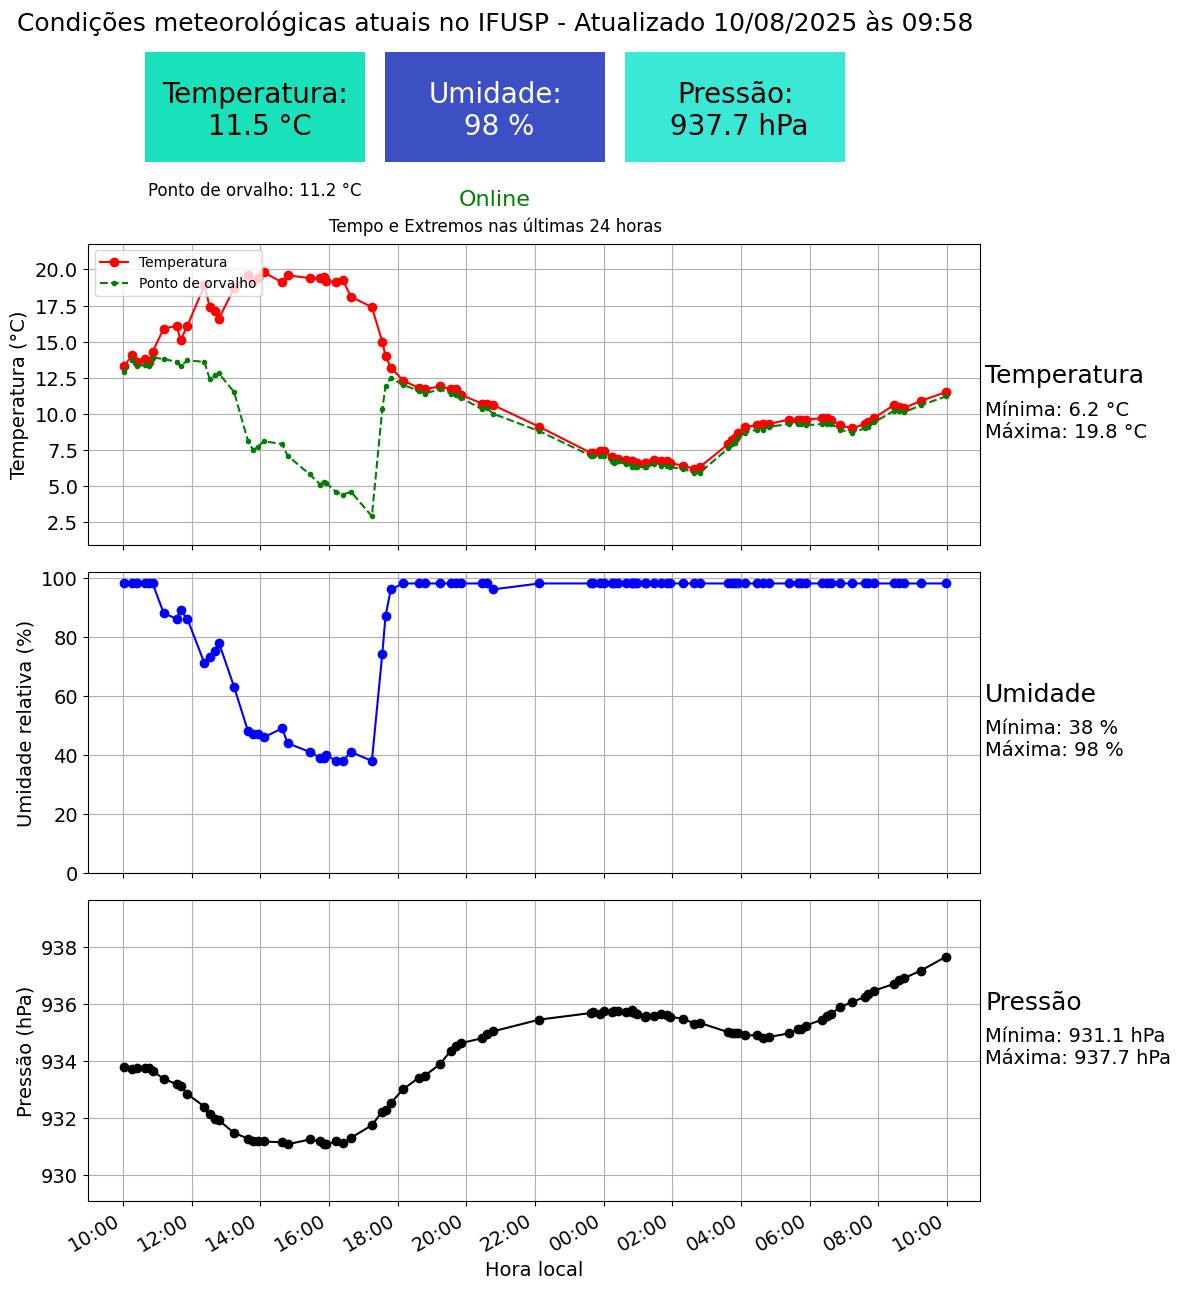 Condições meteorológicas atuais no IFUSP - Atualizado 10/08/2025 às 09:58
Temperatura:
11.5 °C
Umidade:
98 %
Pressão:
937.7 hPa
Ponto de orvalho: 11.2 °C
Online
Tempo e Extremos nas últimas 24 horas
Temperatura
Ponto de orvalho
Temperatura (°C)
20.0
17.5
15.0
12.5
10.0
7.5
5.0
2.5
Temperatura
Mínima: 6.2 °C
Máxima: 19.8 °C
Umidade relativa (%)
100
80
60
40
20
0
Umidade
Mínima: 38 %
Máxima: 98 %
Pressão (hPa)
938
936
934
932
930
Pressão
Mínima: 931.1 hPa
Máxima: 937.7 hPa
10:00
12:00
14:00
16:00
18:00
20:00
22:00
00:00
02:00
04:00
06:00
08:00
10:00
Hora local